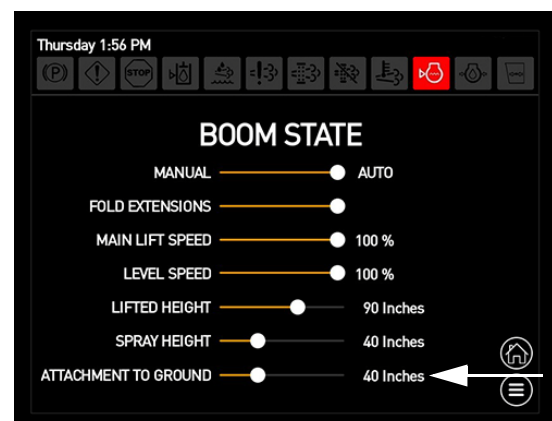 Thursday 1:56 PM
(P) STOP
BOOM STATE
MANUAL AUTO
FOLD EXTENSIONS
MAIN LIFT SPEED 100 %
LEVEL SPEED 100 %
LIFTED HEIGHT 90 Inches
SPRAY HEIGHT 40 Inches
ATTACHMENT TO GROUND 40 Inches